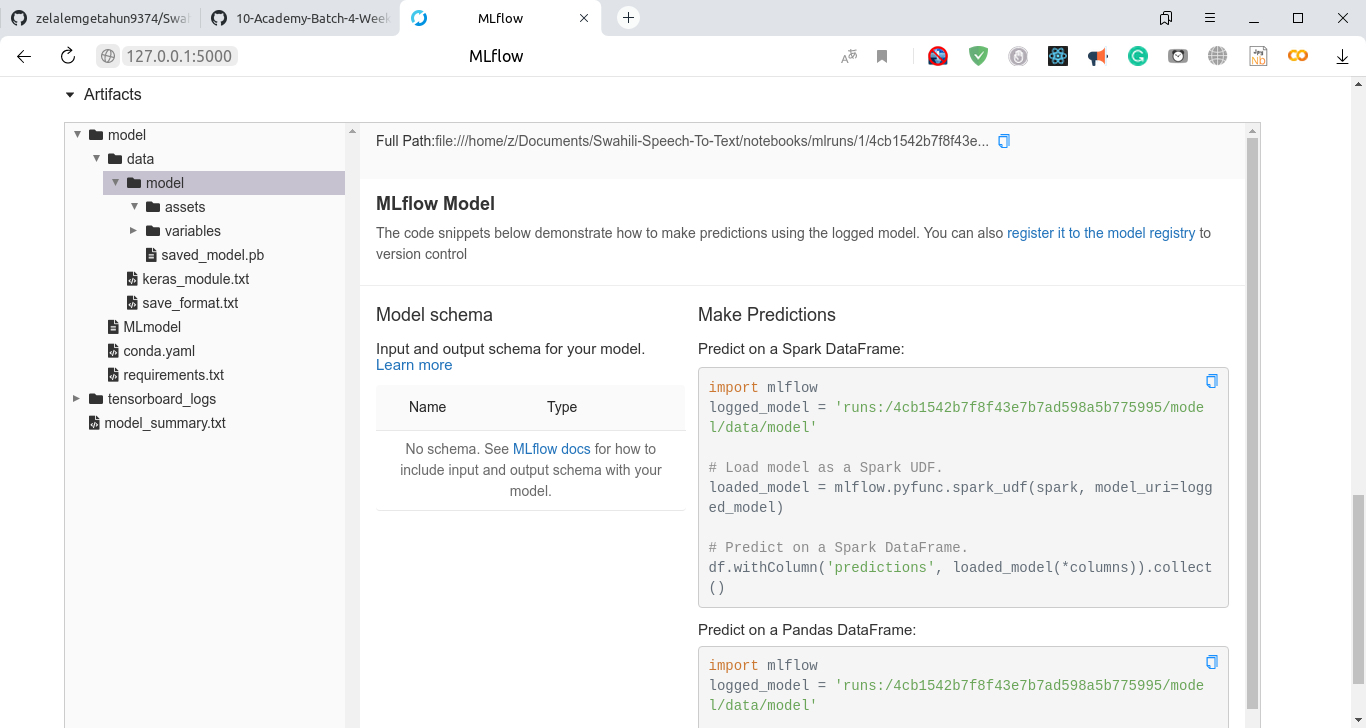 zelalemgetahun9374/Swah
10-Academy-Batch-4-Week
MLflow
127.0.0.1:5000
MLflow
Artifacts
model
data
model
assets
variables
saved_model.pb
keras_module.txt
save_format.txt
MLmodel
conda.yaml
requirements.txt
tensorboard_logs
model_summary.txt
Full Path:file:///home/z/Documents/Swahili-Speech-To-Text/notebooks/mlruns/1/4cb1542b7f8f43e...
MLflow Model
The code snippets below demonstrate how to make predictions using the logged model. You can also register it to the model registry to
version control
Model schema
Input and output schema for your model.
Learn more
Name Type
No schema. See MLflow docs for how to
include input and output schema with your
model.
Make Predictions
Predict on a Spark DataFrame:
import mlflow
logged_model = 'runs:/4cb1542b7f8f43e7b7ad598a5b775995/mode
l/data/model'
# Load model as a Spark UDF.
loaded_model = mlflow.pyfunc.spark_udf(spark, model_uri=logg
ed_model)
# Predict on a Spark DataFrame.
df.withColumn('predictions', loaded_model(*columns)).collect
()
Predict on a Pandas DataFrame:
import mlflow
logged_model = 'runs:/4cb1542b7f8f43e7b7ad598a5b775995/mode
l/data/model'